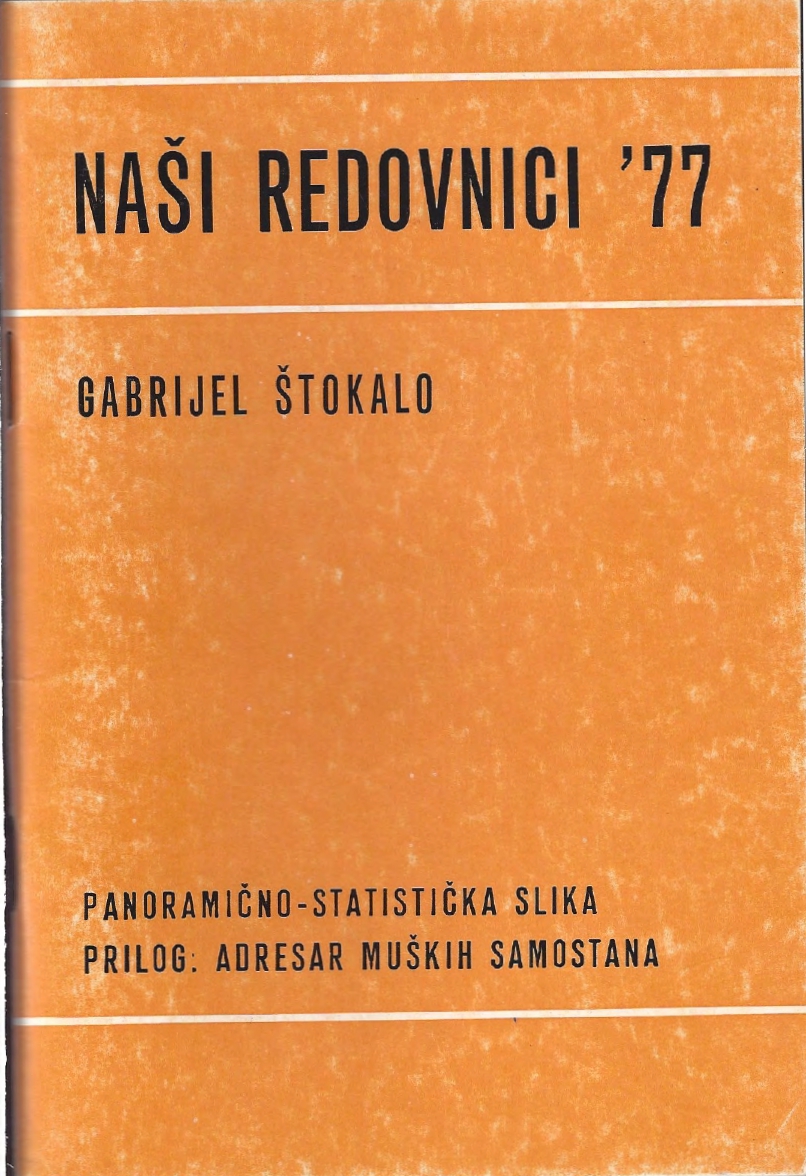 NAŠI REDOVNICI '77
GABRIJEL ŠTOKALO
PANORAMIČNO-STATISTIČKA SLIKA
PRILOG: ADRESAR MUŠKIH SAMOSTANA